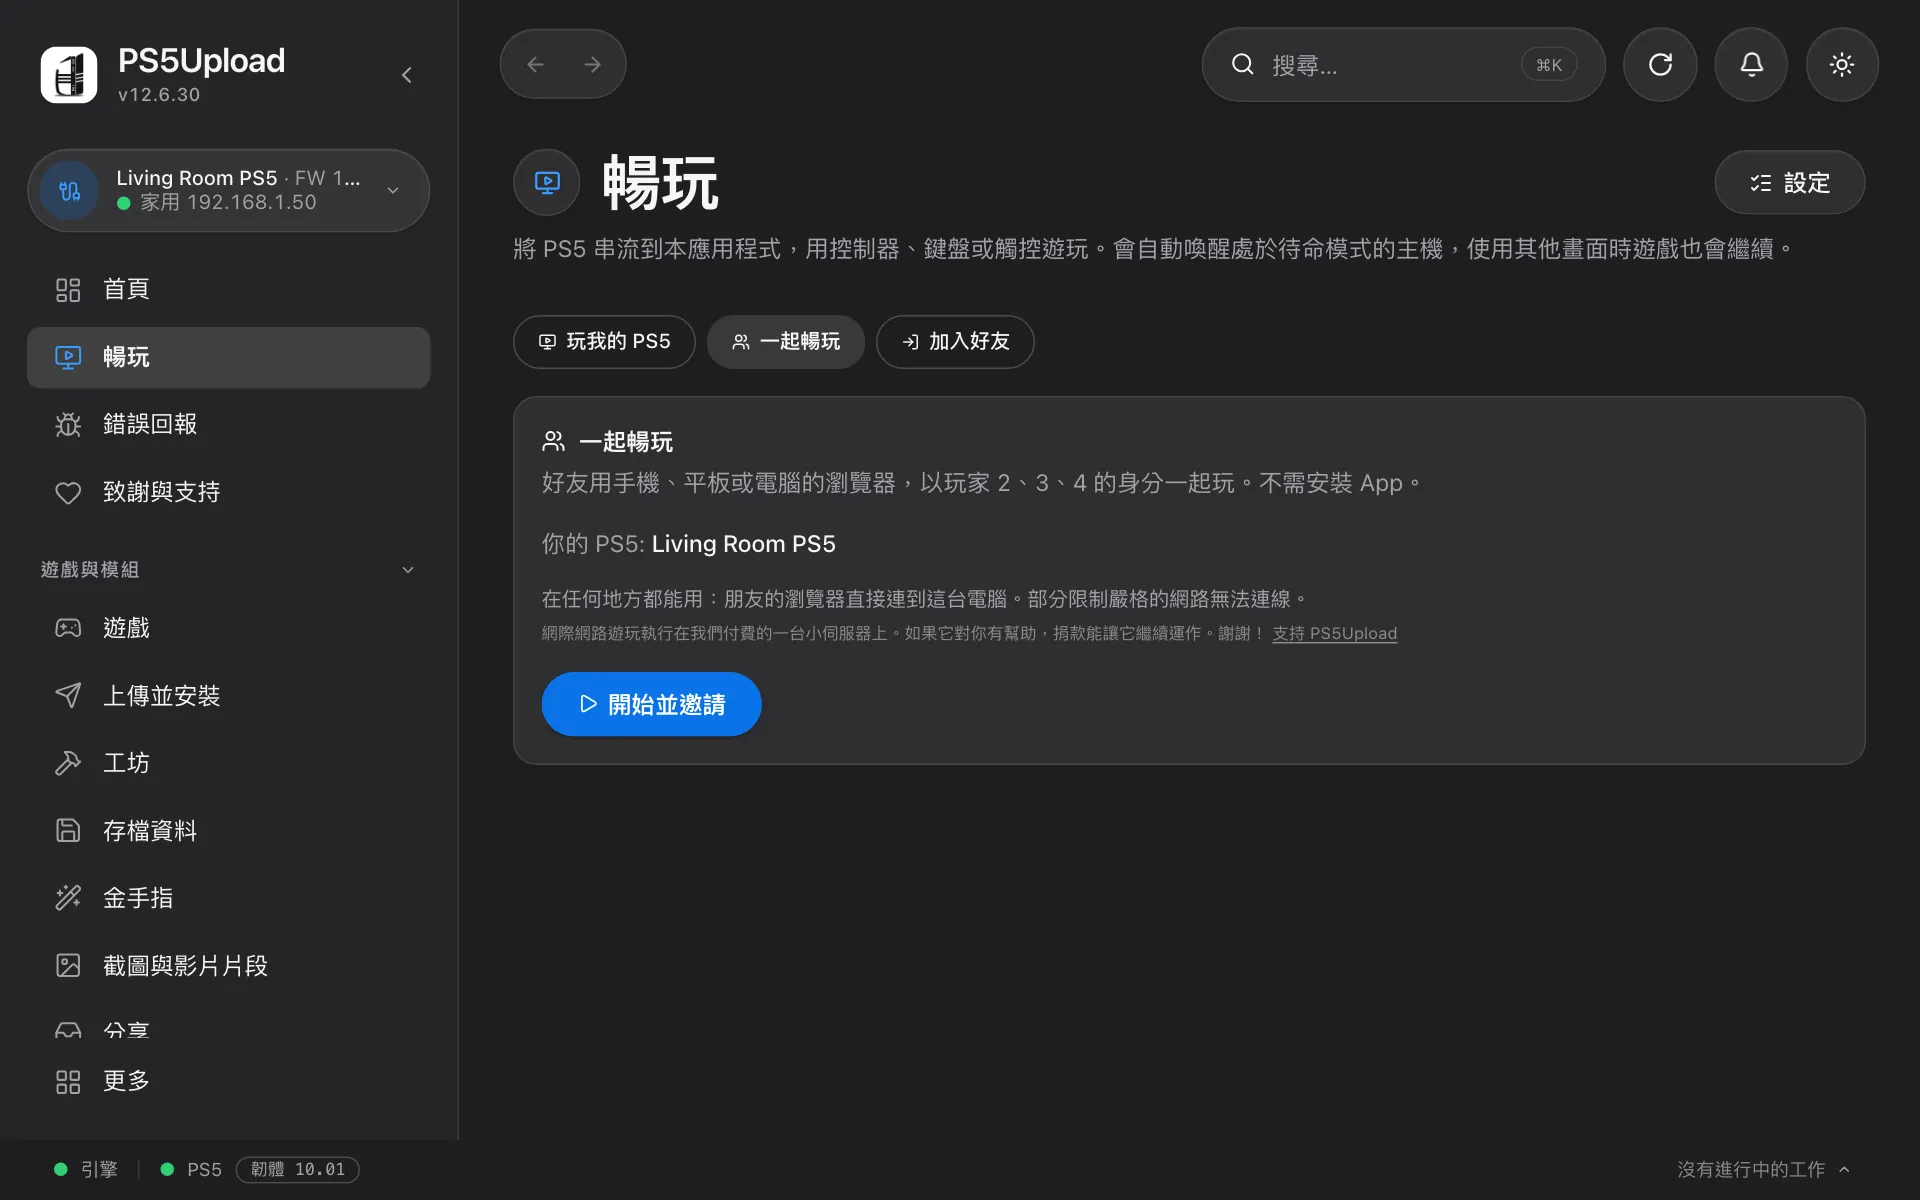 PS5Upload
v12.6.30
Living Room PS5 · FW 1...
家用 192.168.1.50
首頁
暢玩
錯誤回報
致謝與支持
遊戲與模組
遊戲
上傳並安裝
工坊
存檔資料
金手指
截圖與影片片段
分享
更多
引擎
PS5
韌體 10.01
搜尋...
⌘K
暢玩
設定
將 PS5 串流到本應用程式，用控制器、鍵盤或觸控遊玩。會自動喚醒處於待命模式的主機，使用其他畫面時遊戲也會繼續。
玩我的 PS5
一起暢玩
加入好友
一起暢玩
好友用手機、平板或電腦的瀏覽器，以玩家 2、3、4 的身分一起玩。不需安裝 App。
你的 PS5: Living Room PS5
在任何地方都能用：朋友的瀏覽器直接連到這台電腦。部分限制嚴格的網路無法連線。
網際網路遊玩執行在我們付費的一台小伺服器上。如果它對你有幫助，捐款能讓它繼續運作。謝謝！ 支持 PS5Upload
開始並邀請
沒有進行中的工作